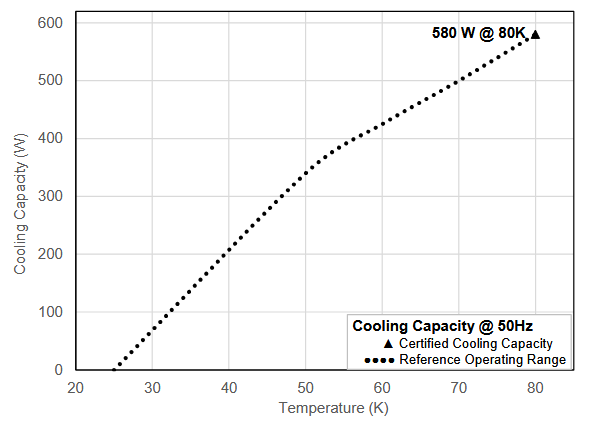 600
500
400
300
200
100
0
Cooling Capacity (W)
580 W @ 80K
Cooling Capacity @ 50Hz
Certified Cooling Capacity
Reference Operating Range
20 30 40 50 60 70 80
Temperature (K)